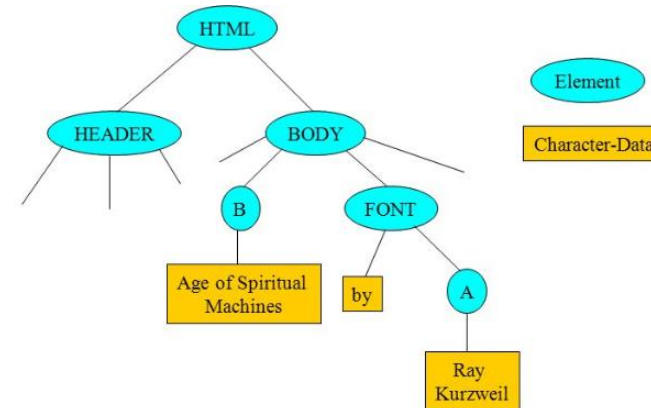 HTML
Element
HEADER
BODY
Character-Data
B
FONT
Age of Spiritual
Machines
by
A
Ray
Kurzweil